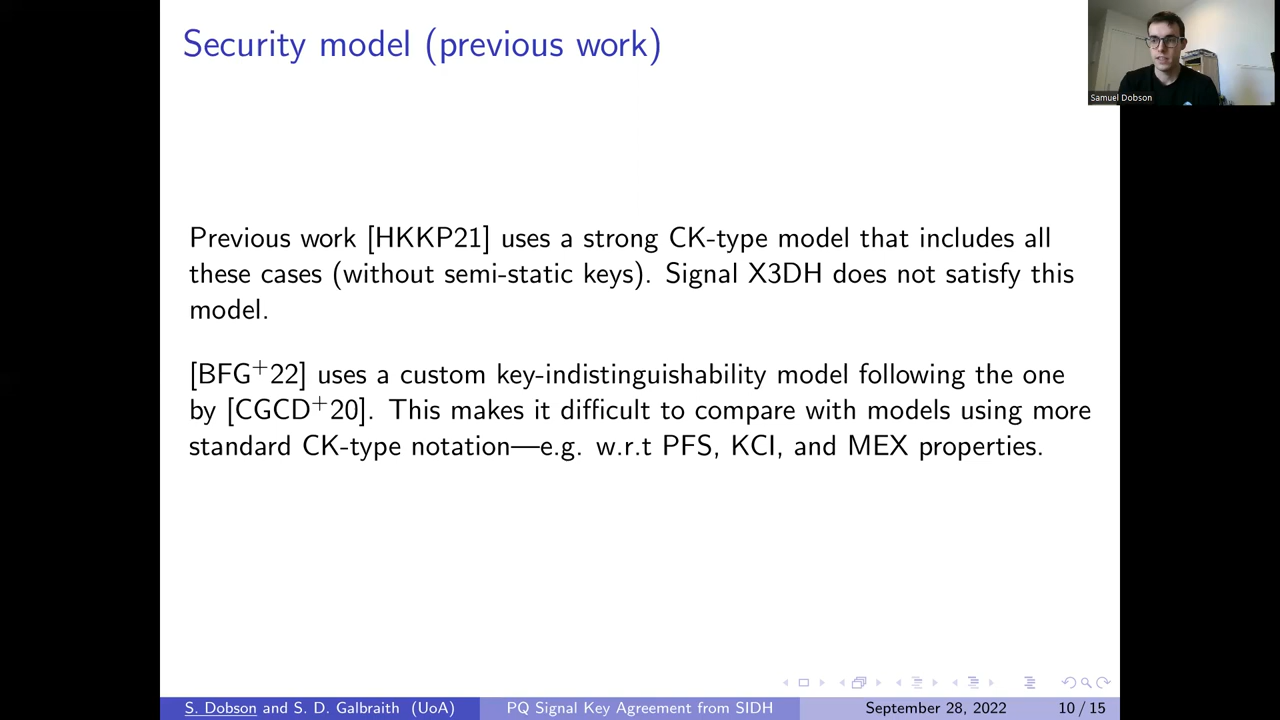 Security model (previous work)
Samuel Dobson
Previous work [HKKP21] uses a strong CK-type model that includes all
these cases (without semi-static keys). Signal X3DH does not satisfy this
model.
[BFG+22] uses a custom key-indistinguishability model following the one
by [CGCD+20]. This makes it difficult to compare with models using more
standard CK-type notation—e.g. w.r.t PFS, KCI, and MEX properties.
S. Dobson and S. D. Galbraith (UoA) PQ Signal Key Agreement from SIDH September 28, 2022 10 / 15